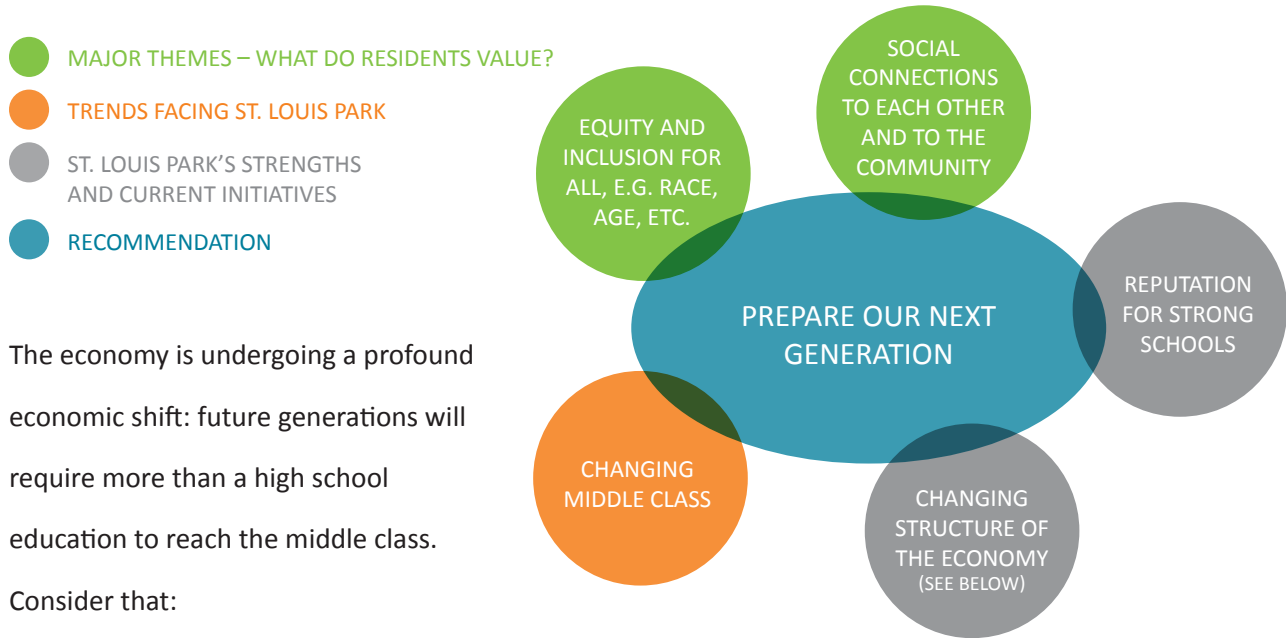 MAJOR THEMES – WHAT DO RESIDENTS VALUE?
TRENDS FACING ST. LOUIS PARK
ST. LOUIS PARK'S STRENGTHS
AND CURRENT INITIATIVES
RECOMMENDATION
The economy is undergoing a profound
economic shift: future generations will
require more than a high school
education to reach the middle class.
Consider that:
EQUITY AND
INCLUSION FOR
ALL, E.G. RACE,
AGE, ETC.
SOCIAL
CONNECTIONS
TO EACH OTHER
AND TO THE
COMMUNITY
PREPARE OUR NEXT
GENERATION
REPUTATION
FOR STRONG
SCHOOLS
CHANGING
MIDDLE CLASS
CHANGING
STRUCTURE OF
THE ECONOMY
(SEE BELOW)